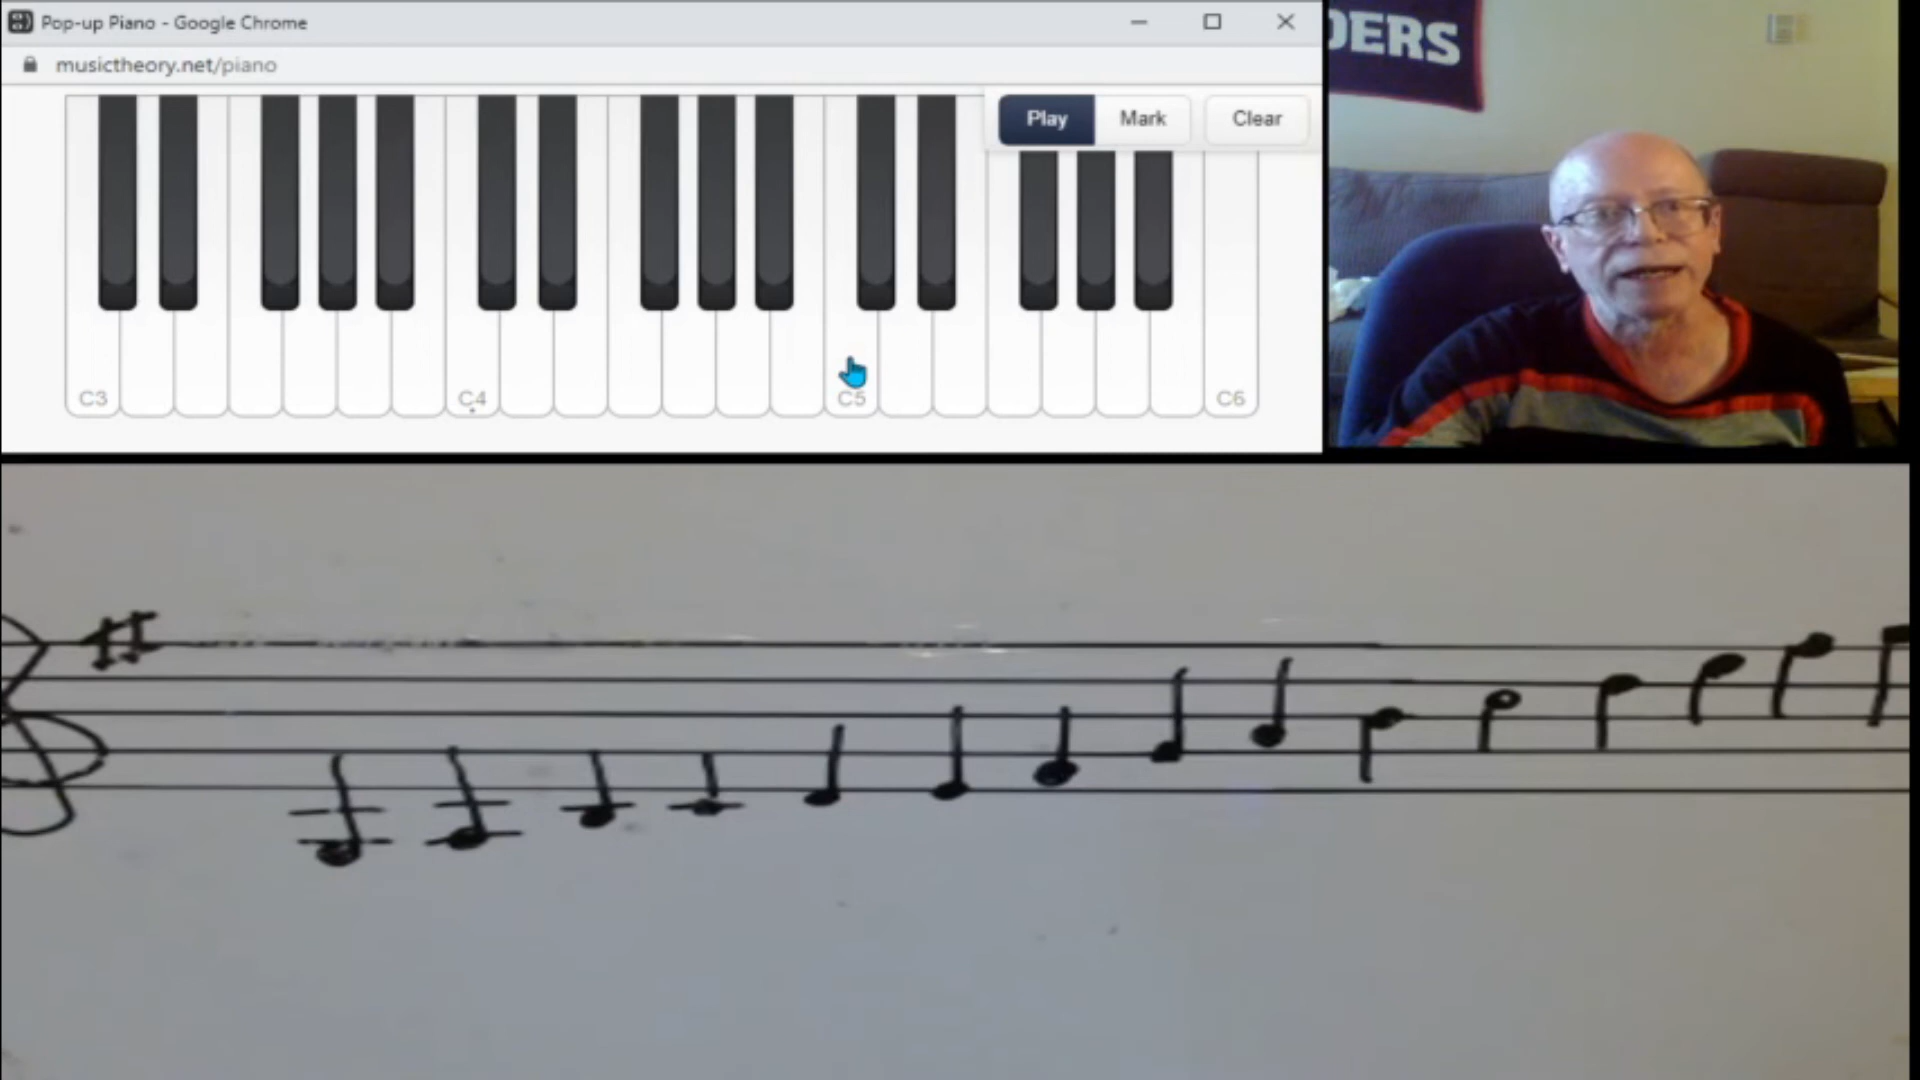 Pop-up Piano - Google Chrome
musictheory.net/piano
Play Mark Clear
C3 C4 C5 C6
DERS